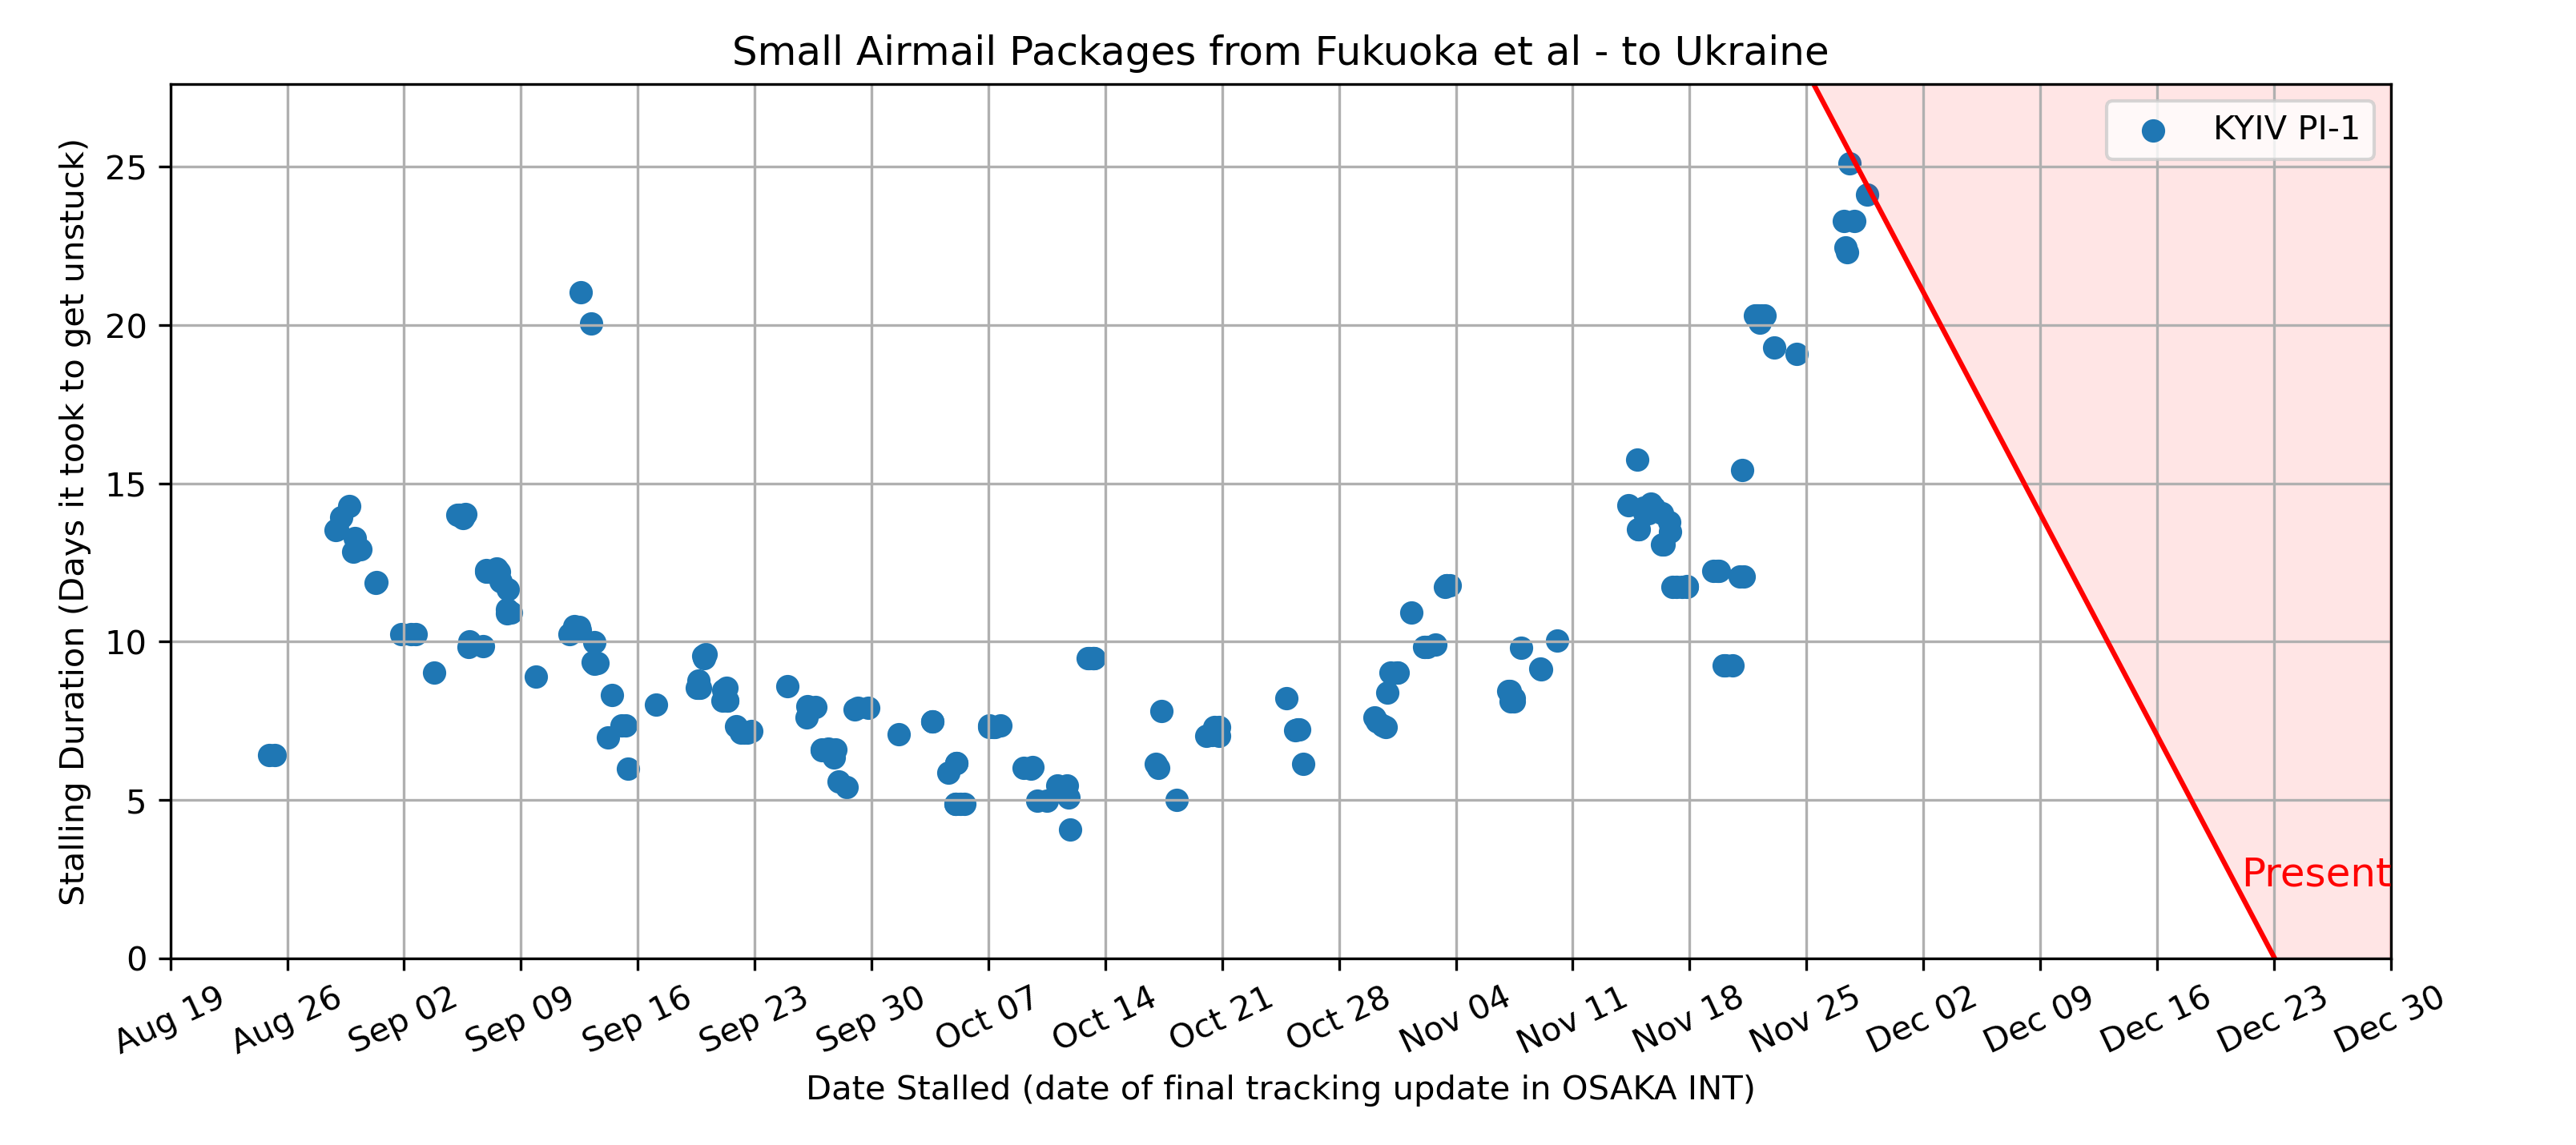 Small Airmail Packages from Fukuoka et al - to Ukraine
KYIV PI-1
Stalling Duration (Days it took to get unstuck)
25
20
15
10
5
0
Present
Aug 19
Aug 26
Sep 02
Sep 09
Sep 16
Sep 23
Sep 30
Oct 07
Oct 14
Oct 21
Oct 28
Nov 04
Nov 11
Nov 18
Nov 25
Dec 02
Dec 09
Dec 16
Dec 23
Dec 30
Date Stalled (date of final tracking update in OSAKA INT)